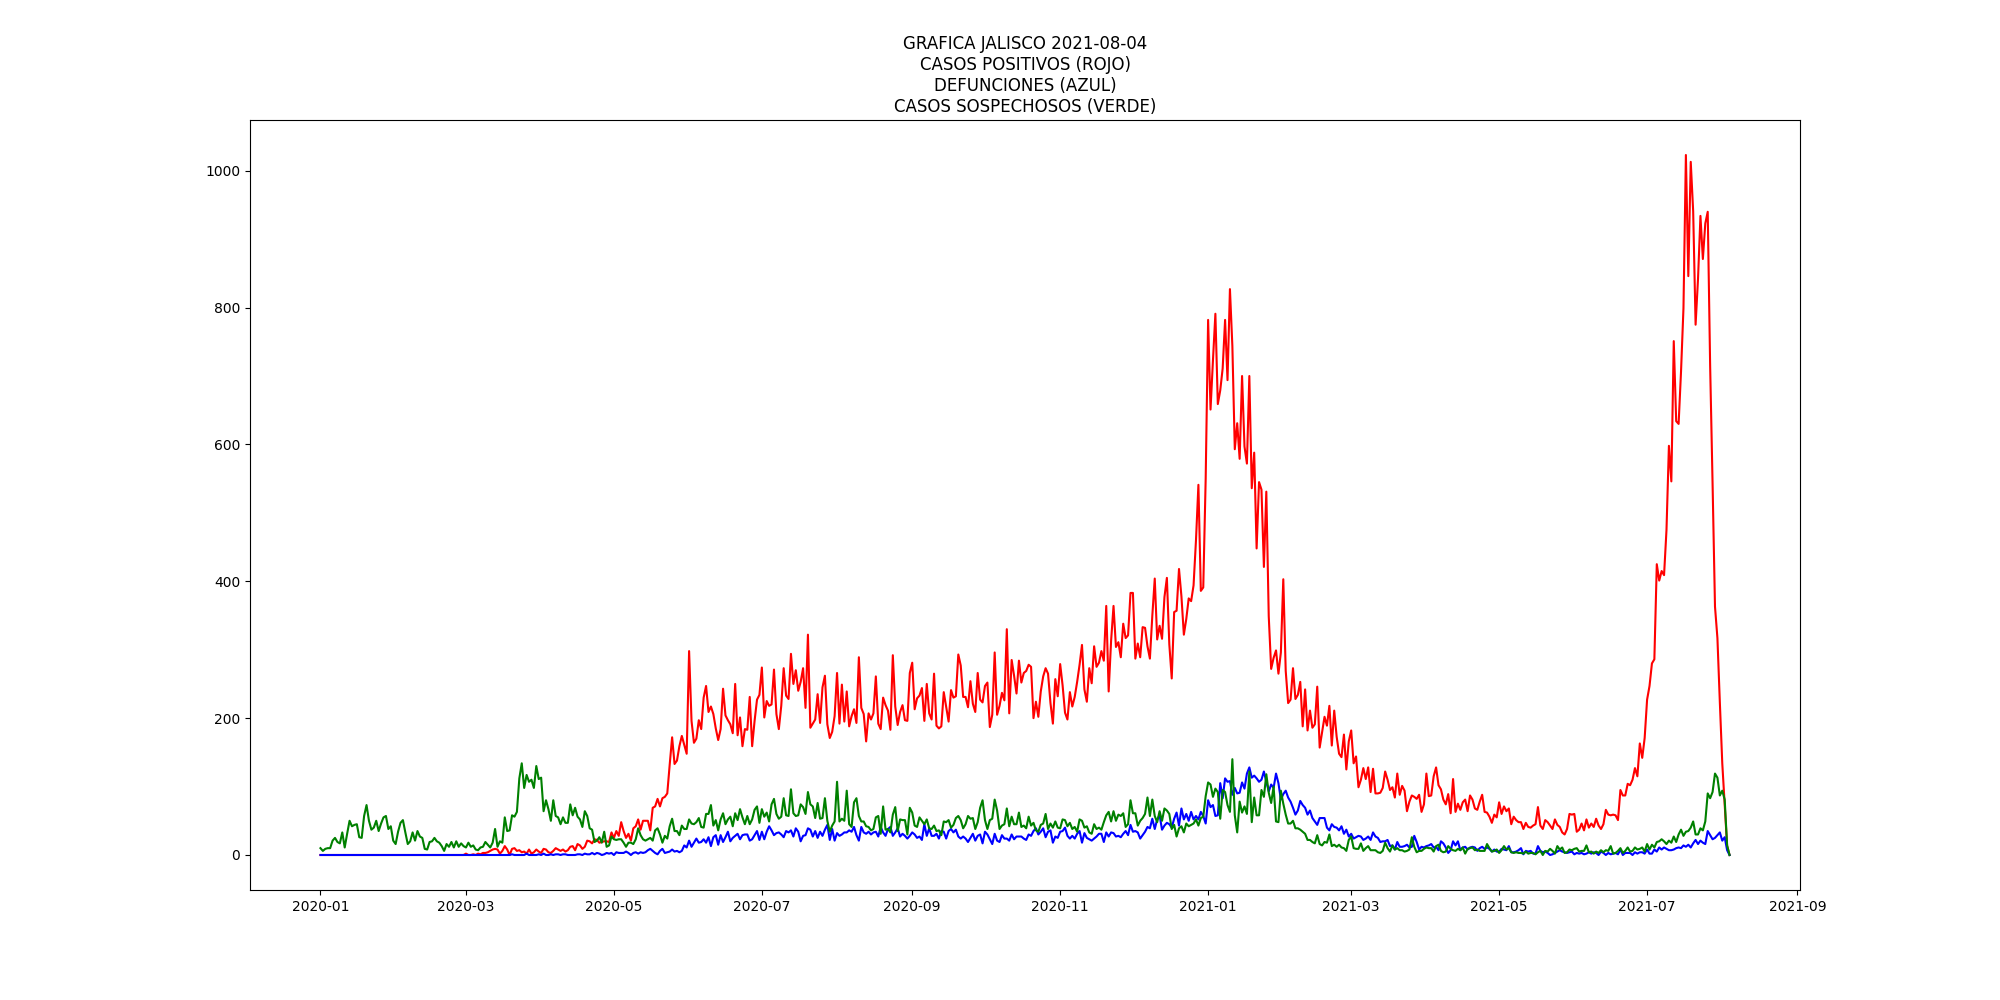 GRAFICA JALISCO 2021-08-04
CASOS POSITIVOS (ROJO)
DEFUNCIONES (AZUL)
CASOS SOSPECHOSOS (VERDE)
1000
800
600
400
200
0
2020-01 2020-03 2020-05 2020-07 2020-09 2020-11 2021-01 2021-03 2021-05 2021-07 2021-09